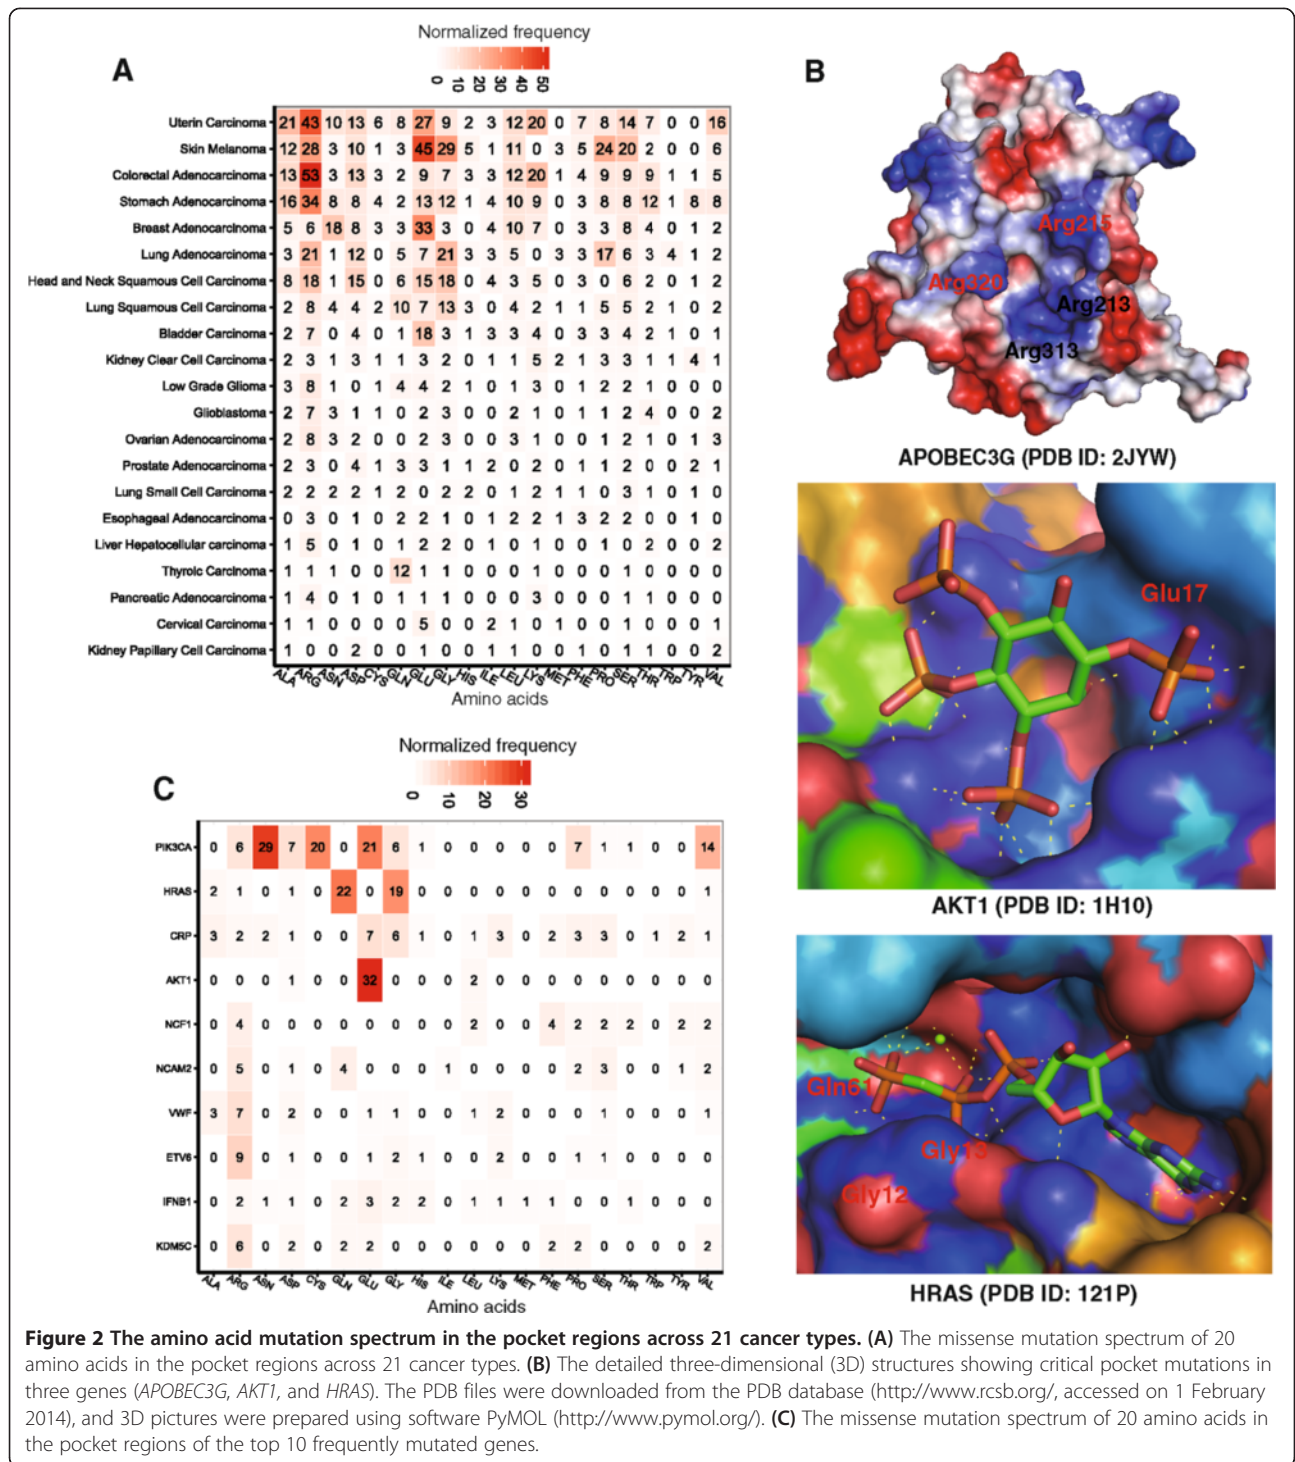 Normalized frequency
A
0 10 20 30 40 50
Uterin Carcinoma 21 43 10 13 6 8 27 9 2 3 12 20 0 7 8 14 7 0 0 16
Skin Melanoma 12 28 3 10 1 3 45 29 5 1 11 0 3 5 24 20 2 0 0 6
Colorectal Adenocarcinoma 13 53 3 13 3 2 9 7 3 3 12 20 1 4 9 9 9 1 1 5
Stomach Adenocarcinoma 16 34 8 8 4 2 13 12 1 4 10 9 0 3 8 8 12 1 8 8
Breast Adenocarcinoma 5 6 18 8 3 3 33 3 0 4 10 7 0 3 3 8 4 0 1 2
Lung Adenocarcinoma 3 21 1 12 0 5 7 21 3 3 5 0 3 3 17 6 3 4 1 2
Head and Neck Squamous Cell Carcinoma 8 18 1 15 0 6 15 18 0 4 3 5 0 3 0 6 2 0 1 2
Lung Squamous Cell Carcinoma 2 8 4 4 2 10 7 13 3 0 4 2 1 1 5 5 2 1 0 2
Bladder Carcinoma 2 7 0 4 0 1 18 3 1 3 3 4 0 3 3 4 2 1 0 1
Kidney Clear Cell Carcinoma 2 3 1 3 1 1 3 2 0 1 1 5 2 1 3 3 1 1 4 1
Low Grade Glioma 3 8 1 0 1 4 4 2 1 0 1 3 0 1 2 2 1 0 0 0
Glioblastoma 2 7 3 1 1 0 2 3 0 0 2 1 0 1 1 2 4 0 0 2
Ovarian Adenocarcinoma 2 8 3 2 0 0 2 3 0 0 3 1 0 0 1 2 1 0 1 3
Prostate Adenocarcinoma 2 3 0 4 1 3 3 1 1 2 0 2 0 1 1 2 0 0 2 1
Lung Small Cell Carcinoma 2 2 2 2 1 2 0 2 2 0 1 2 1 1 0 3 1 0 1 0
Esophageal Adenocarcinoma 0 3 0 1 0 2 2 1 0 1 2 2 1 3 2 2 0 0 1 0
Liver Hepatocellular carcinoma 1 5 0 1 0 1 2 2 0 1 0 1 0 0 1 0 2 0 0 2
Thyroic Carcinoma 1 1 1 0 0 12 1 1 0 0 0 1 0 0 0 1 0 0 0 0
Pancreatic Adenocarcinoma 1 4 0 1 0 1 1 1 0 0 0 3 0 0 0 1 1 0 0 0
Cervical Carcinoma 1 1 0 0 0 0 5 0 0 2 1 0 1 0 0 1 0 0 0 1
Kidney Papillary Cell Carcinoma 1 0 0 2 0 0 1 0 0 1 1 0 0 1 0 1 0 0 0 2
ALA ARG ASN ASP CYS GLN GLU GLY HIS ILE LEU LYS MET PHE PRO SER THR TRP TYR VAL
Amino acids
B
Arg215
Arg320
Arg213
Arg313
APOBEC3G (PDB ID: 2JYW)
Glu17
AKT1 (PDB ID: 1H10)
Gln61
Gly13
Gly12
HRAS (PDB ID: 121P)
Normalized frequency
C
0 10 20 30
PIK3CA 0 6 29 7 20 0 21 6 1 0 0 0 0 0 7 1 1 0 0 14
HRAS 2 1 0 1 0 22 0 19 0 0 0 0 0 0 0 0 0 0 0 1
CRP 3 2 2 1 0 0 7 6 1 0 1 3 0 2 3 3 0 1 2 1
AKT1 0 0 0 1 0 0 32 0 0 0 2 0 0 0 0 0 0 0 0 0
NCF1 0 4 0 0 0 0 0 0 0 0 2 0 0 4 2 2 2 0 2 2
NCAM2 0 5 0 1 0 4 0 0 0 1 0 0 0 0 2 3 0 0 1 2
VWF 3 7 0 2 0 0 1 1 0 0 1 2 0 0 0 1 0 0 0 1
ETV6 0 9 0 1 0 0 1 2 1 0 0 2 0 0 1 1 0 0 0 0
IFNB1 0 2 1 1 0 2 3 2 2 0 1 1 1 1 0 0 1 0 0 0
KDM5C 0 6 0 2 0 2 2 0 0 0 0 0 0 2 2 0 0 0 0 2
ALA ARG ASN ASP CYS GLN GLU GLY HIS ILE LEU LYS MET PHE PRO SER THR TRP TYR VAL
Amino acids
Figure 2 The amino acid mutation spectrum in the pocket regions across 21 cancer types. (A) The missense mutation spectrum of 20
amino acids in the pocket regions across 21 cancer types. (B) The detailed three-dimensional (3D) structures showing critical pocket mutations in
three genes (APOBEC3G, AKT1, and HRAS). The PDB files were downloaded from the PDB database (http://www.rcsb.org/, accessed on 1 February
2014), and 3D pictures were prepared using software PyMOL (http://www.pymol.org/). (C) The missense mutation spectrum of 20 amino acids in
the pocket regions of the top 10 frequently mutated genes.